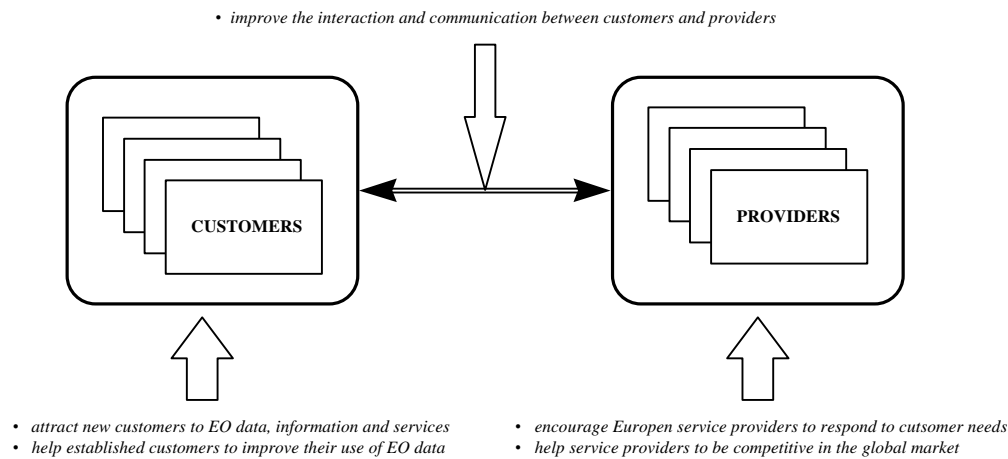 • improve the interaction and communication between customers and providers
CUSTOMERS
PROVIDERS
• attract new customers to EO data, information and services
• help established cuhtomers to improve their use of EO data
• encourage Europen service providers to respond to cutsomer needs
• help service providers to be competitive in the global market